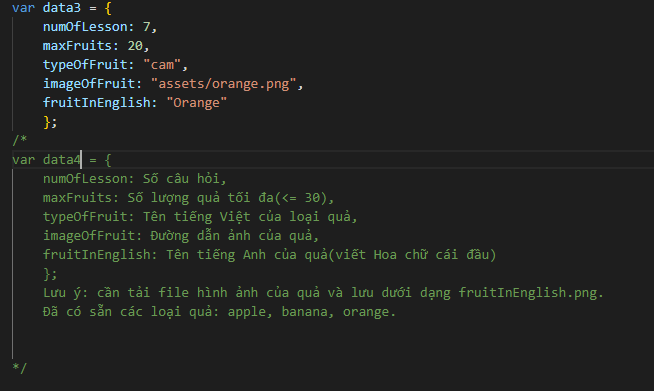 var data3 = {
numOfLesson: 7,
maxFruits: 20,
typeOfFruit: "cam",
imageOfFruit: "assets/orange.png",
fruitInEnglish: "Orange"
};
/*
var data4 = {
numOfLesson: Số câu hỏi,
maxFruits: Số lượng quả tối đa(<= 30),
typeOfFruit: Tên tiếng Việt của loại quả,
imageOfFruit: Đường dẫn ảnh của quả,
fruitInEnglish: Tên tiếng Anh của quả(viết Hoa chữ cái đầu)
};
Lưu ý: cần tải file hình ảnh của quả và lưu dưới dạng fruitInEnglish.png.
Đã có sẵn các loại quả: apple, banana, orange.
*/